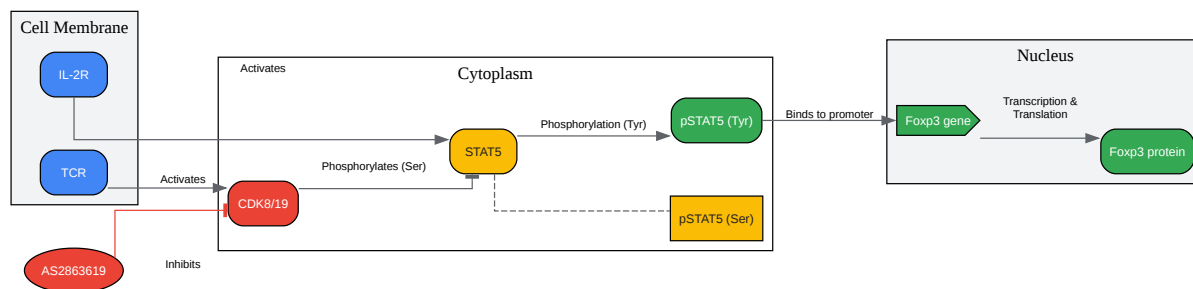 Cell Membrane
IL-2R
TCR
Activates
Cytoplasm
STAT5
Phosphorylation (Tyr)
pSTAT5 (Tyr)
Phosphorylates (Ser)
Activates
CDK8/19
pSTAT5 (Ser)
AS2863619
Inhibits
Binds to promoter
Nucleus
Foxp3 gene
Transcription &
Translation
Foxp3 protein